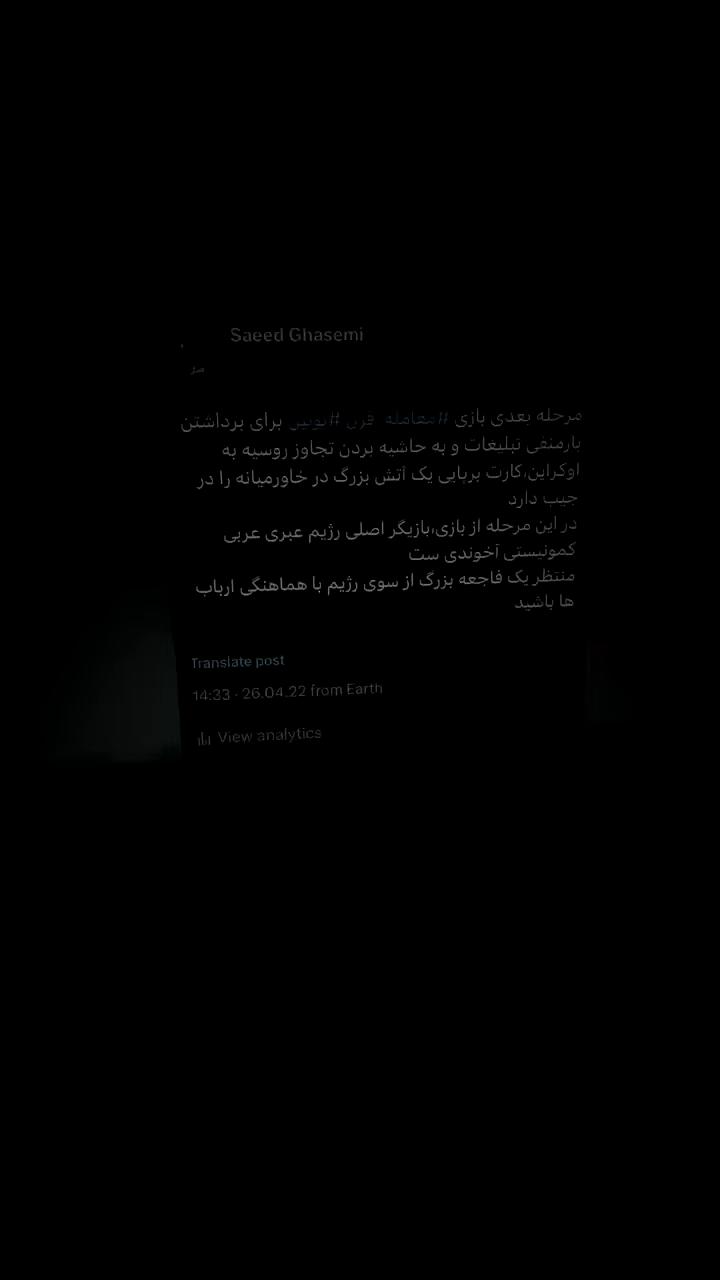 Saeed Ghasemi
مرحله بعدی بازی #معامله_قرن #پوتین برای برداشتن
بارمنفی تبلیغات و به حاشیه بردن تجاوز روسیه به
اوکراین،کارت برپایی یک آتش بزرگ در خاورمیانه را در
جیب دارد
در این مرحله از بازی،بازیگر اصلی رژیم عبری عربی
کمونیستی آخوندی ست
منتظر یک فاجعه بزرگ از سوی رژیم با هماهنگی ارباب
ها باشید
Translate post
14:33 · 26.04.22 from Earth
View analytics